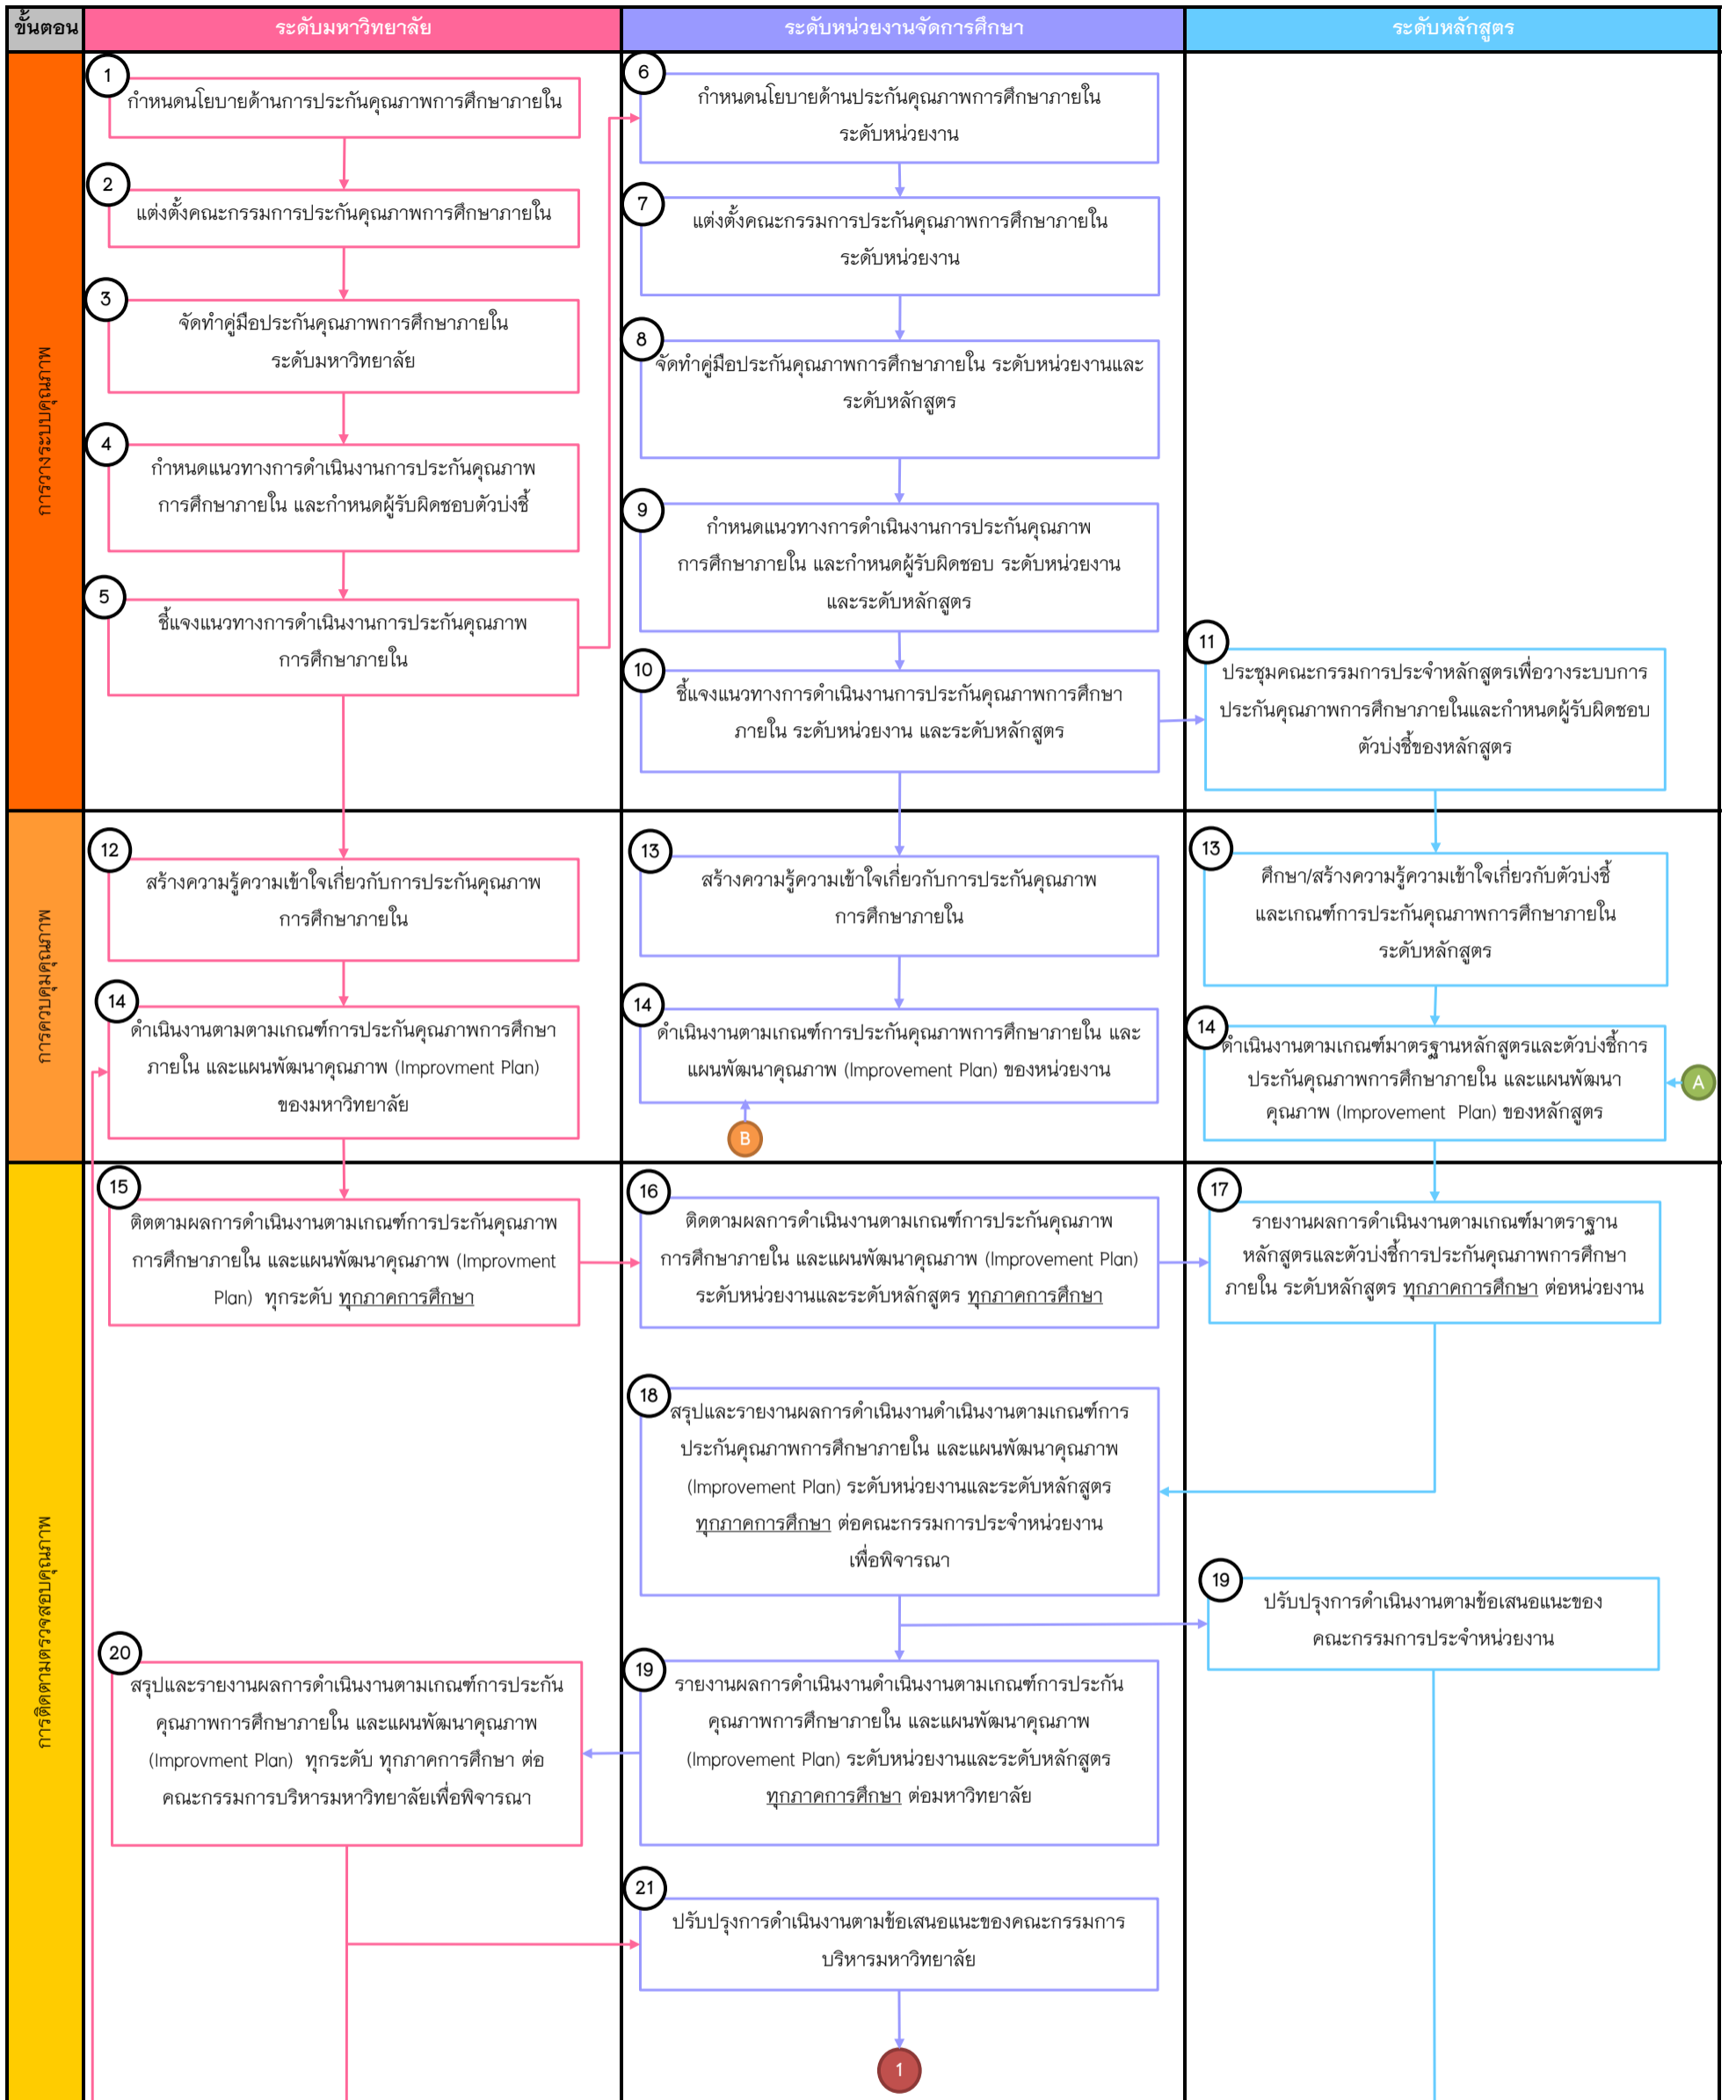 ขั้นตอน
ระดับมหาวิทยาลัย
ระดับหน่วยงานจัดการศึกษา
ระดับหลักสูตร
การวางระบบคุณภาพ
1
กำหนดนโยบายด้านการประกันคุณภาพการศึกษาภายใน
2
แต่งตั้งคณะกรรมการประกันคุณภาพการศึกษาภายใน
3
จัดทำคู่มือประกันคุณภาพการศึกษาภายใน
ระดับมหาวิทยาลัย
4
กำหนดแนวทางการดำเนินงานการประกันคุณภาพ
การศึกษาภายใน และกำหนดผู้รับผิดชอบตัวบ่งชี้
5
ชี้แจงแนวทางการดำเนินงานการประกันคุณภาพ
การศึกษาภายใน
6
กำหนดนโยบายด้านประกันคุณภาพการศึกษาภายใน
ระดับหน่วยงาน
7
แต่งตั้งคณะกรรมการประกันคุณภาพการศึกษาภายใน
ระดับหน่วยงาน
8
จัดทำคู่มือประกันคุณภาพการศึกษาภายใน ระดับหน่วยงานและ
ระดับหลักสูตร
9
กำหนดแนวทางการดำเนินงานการประกันคุณภาพ
การศึกษาภายใน และกำหนดผู้รับผิดชอบ ระดับหน่วยงาน
และระดับหลักสูตร
10
ชี้แจงแนวทางการดำเนินงานการประกันคุณภาพการศึกษา
ภายใน ระดับหน่วยงาน และระดับหลักสูตร
11
ประชุมคณะกรรมการประจำหลักสูตรเพื่อวางระบบการ
ประกันคุณภาพการศึกษาภายในและกำหนดผู้รับผิดชอบ
ตัวบ่งชี้ของหลักสูตร
การควบคุมคุณภาพ
12
สร้างความรู้ความเข้าใจเกี่ยวกับการประกันคุณภาพ
การศึกษาภายใน
13
สร้างความรู้ความเข้าใจเกี่ยวกับการประกันคุณภาพ
การศึกษาภายใน
13
ศึกษา/สร้างความรู้ความเข้าใจเกี่ยวกับตัวบ่งชี้
และเกณฑ์การประกันคุณภาพการศึกษาภายใน
ระดับหลักสูตร
14
ดำเนินงานตามตามเกณฑ์การประกันคุณภาพการศึกษา
ภายใน และแผนพัฒนาคุณภาพ (Improvment Plan)
ของมหาวิทยาลัย
14
ดำเนินงานตามเกณฑ์การประกันคุณภาพการศึกษาภายใน และ
แผนพัฒนาคุณภาพ (Improvement Plan) ของหน่วยงาน
B
14
ดำเนินงานตามเกณฑ์มาตรฐานหลักสูตรและตัวบ่งชี้การ
ประกันคุณภาพการศึกษาภายใน และแผนพัฒนา
คุณภาพ (Improvement Plan) ของหลักสูตร
A
การติดตามตรวจสอบคุณภาพ
15
ติตตามผลการดำเนินงานตามเกณฑ์การประกันคุณภาพ
การศึกษาภายใน และแผนพัฒนาคุณภาพ (Improvment
Plan) ทุกระดับ ทุกภาคการศึกษา
16
ติดตามผลการดำเนินงานตามเกณฑ์การประกันคุณภาพ
การศึกษาภายใน และแผนพัฒนาคุณภาพ (Improvement Plan)
ระดับหน่วยงานและระดับหลักสูตร ทุกภาคการศึกษา
17
รายงานผลการดำเนินงานตามเกณฑ์มาตราฐาน
หลักสูตรและตัวบ่งชี้การประกันคุณภาพการศึกษา
ภายใน ระดับหลักสูตร ทุกภาคการศึกษา ต่อหน่วยงาน
18
สรุปและรายงานผลการดำเนินงานดำเนินงานตามเกณฑ์การ
ประกันคุณภาพการศึกษาภายใน และแผนพัฒนาคุณภาพ
(Improvement Plan) ระดับหน่วยงานและระดับหลักสูตร
ทุกภาคการศึกษา ต่อคณะกรรมการประจำหน่วยงาน
เพื่อพิจารณา
19
ปรับปรุงการดำเนินงานตามข้อเสนอแนะของ
คณะกรรมการประจำหน่วยงาน
20
สรุปและรายงานผลการดำเนินงานตามเกณฑ์การประกัน
คุณภาพการศึกษาภายใน และแผนพัฒนาคุณภาพ
(Improvment Plan) ทุกระดับ ทุกภาคการศึกษา ต่อ
คณะกรรมการบริหารมหาวิทยาลัยเพื่อพิจารณา
19
รายงานผลการดำเนินงานดำเนินงานตามเกณฑ์การประกัน
คุณภาพการศึกษาภายใน และแผนพัฒนาคุณภาพ
(Improvement Plan) ระดับหน่วยงานและระดับหลักสูตร
ทุกภาคการศึกษา ต่อมหาวิทยาลัย
21
ปรับปรุงการดำเนินงานตามข้อเสนอแนะของคณะกรรมการ
บริหารมหาวิทยาลัย
1